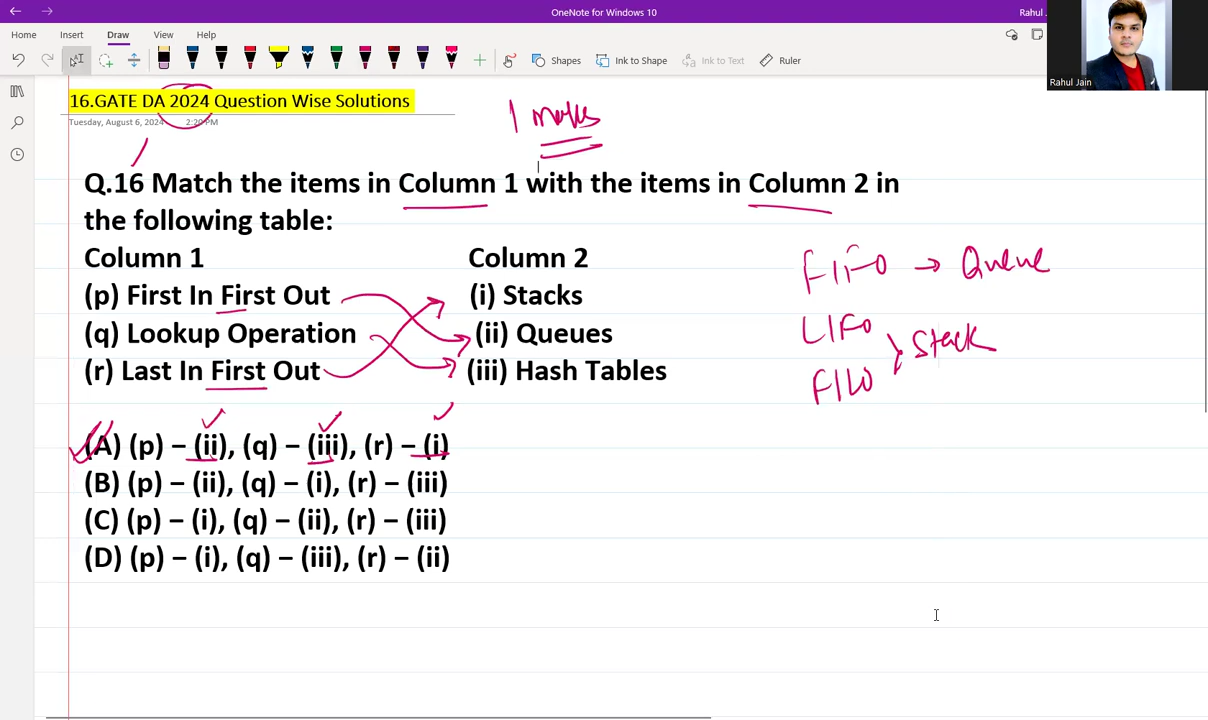 OneNote for Windows 10
Rahul J
Home Insert Draw View Help
Shapes Ink to Shape Ink to Text Ruler
Rahul Jain
16.GATE DA 2024 Question Wise Solutions
Tuesday, August 6, 2024 2:20 PM
1 marks
Q.16 Match the items in Column 1 with the items in Column 2 in
the following table:
Column 1 Column 2
(p) First In First Out (i) Stacks
(q) Lookup Operation (ii) Queues
(r) Last In First Out (iii) Hash Tables
FIFO → Queue
LIFO
Stack
FILO
(A) (p) – (ii), (q) – (iii), (r) – (i)
(B) (p) – (ii), (q) – (i), (r) – (iii)
(C) (p) – (i), (q) – (ii), (r) – (iii)
(D) (p) – (i), (q) – (iii), (r) – (ii)